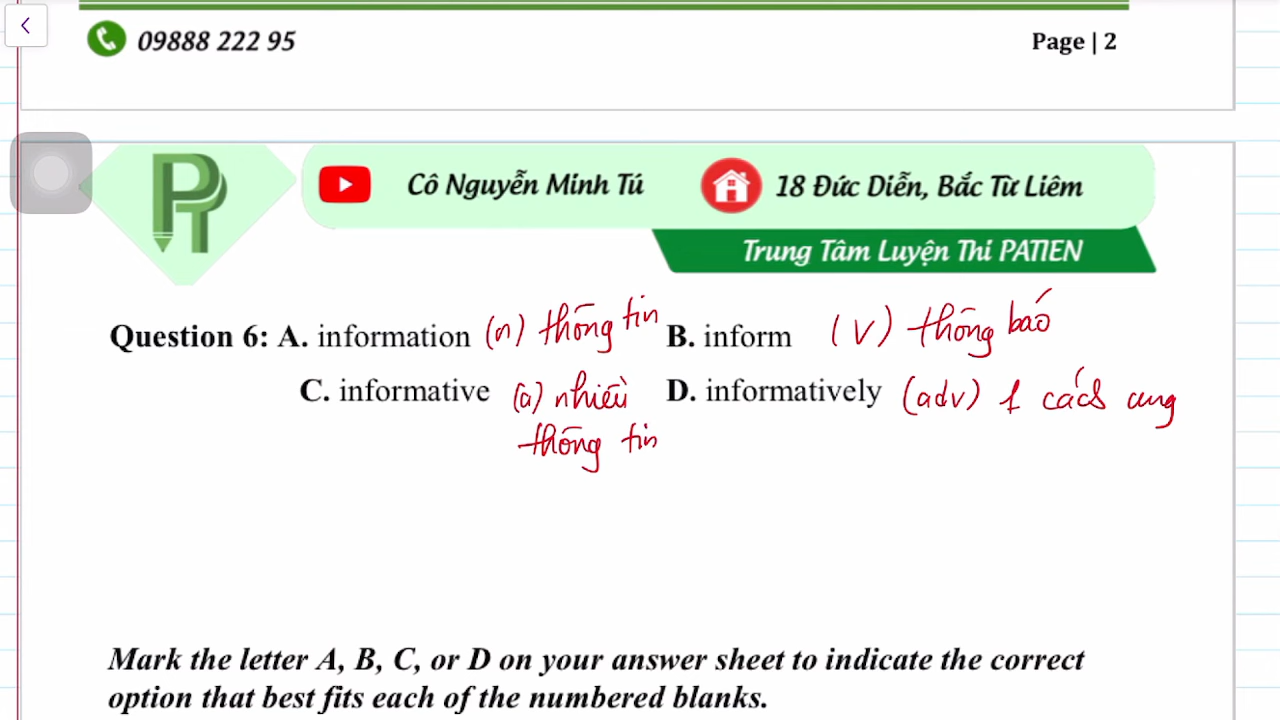 09888 222 95 Page | 2
PT
Cô Nguyễn Minh Tú 18 Đức Diễn, Bắc Từ Liêm
Trung Tâm Luyện Thi PATIEN
Question 6: A. information (n) thông tin B. inform (v) thông báo
C. informative (a) nhiều D. informatively (adv) 1 cách cung
thông tin
Mark the letter A, B, C, or D on your answer sheet to indicate the correct
option that best fits each of the numbered blanks.